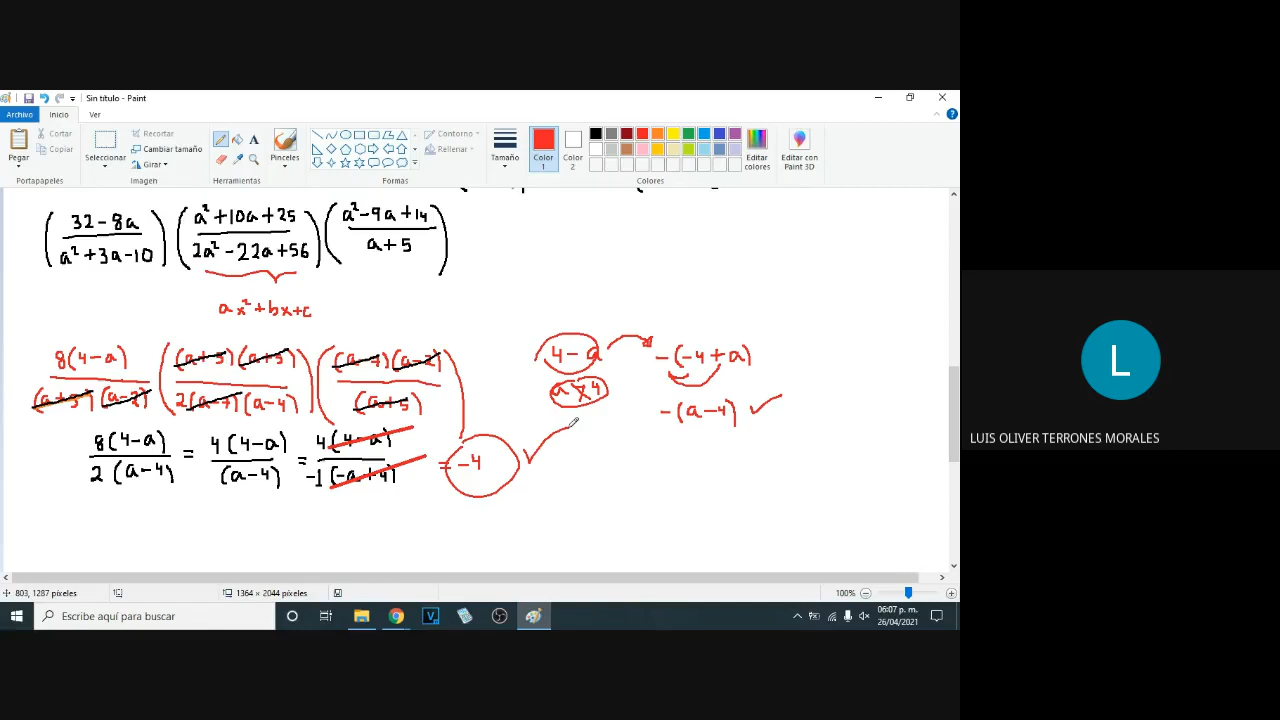 Sin título - Paint
Archivo Inicio Ver
Pegar Cortar Copiar Portapapeles
Seleccionar Recortar Cambiar tamaño Girar Imagen
Herramientas
Pinceles
Contorno Rellenar Formas
Tamaño
Color 1 Color 2 Editar colores Editar con Paint 3D Colores
(32 - 8a / a² + 3a - 10) (a² + 10a + 25 / 2a² - 22a + 56) (a² - 9a + 14 / a + 5)
ax² + bx + c
8(4 - a) / (a + 5)(a - 2) ((a + 5)(a + 5) / 2(a - 7)(a - 4)) ((a - 7)(a - 2) / (a + 5))
8(4 - a) / 2(a - 4) = 4(4 - a) / (a - 4) = 4(4 - a) / -1(-a + 4) = -4
4 - a
a - 4
-(-4 + a)
-(a - 4)
LUIS OLIVER TERRONES MORALES
L
803, 1287 píxeles 1364 × 2044 píxeles 100%
Escribe aquí para buscar
06:07 p. m.
26/04/2021